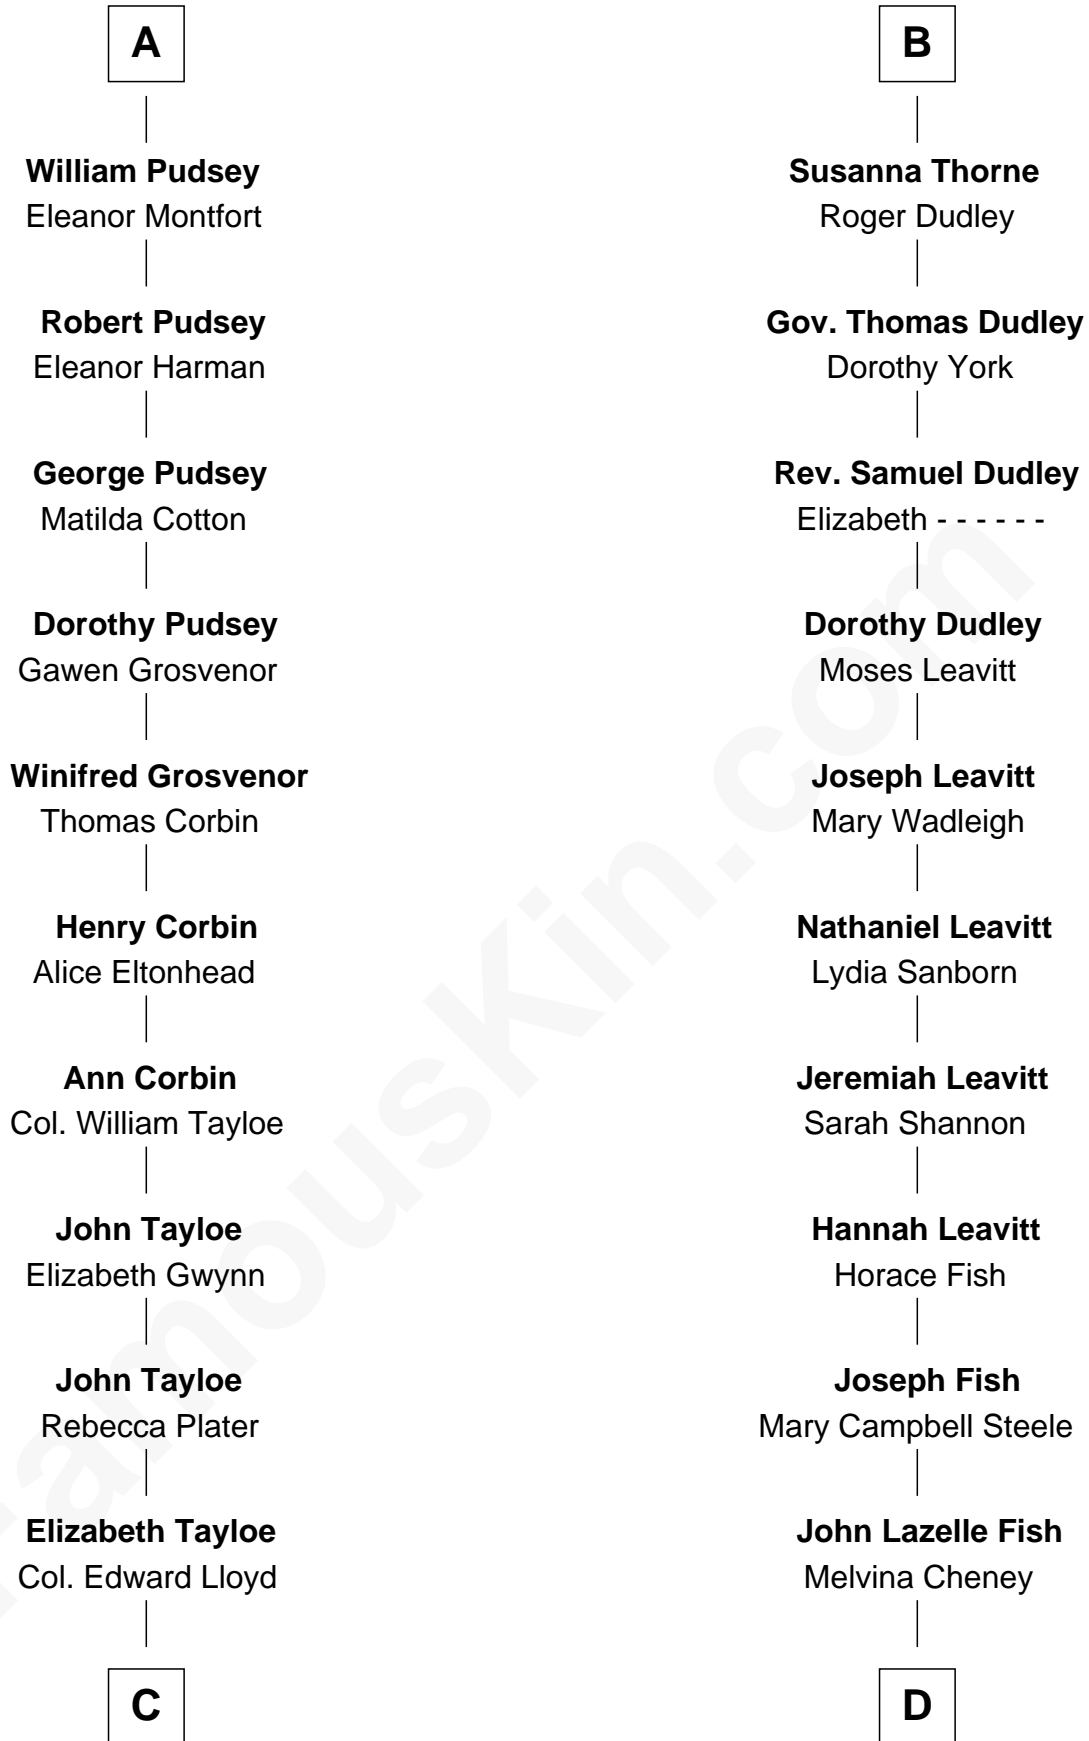 A
William Pudsey
Eleanor Montfort
Robert Pudsey
Eleanor Harman
George Pudsey
Matilda Cotton
Dorothy Pudsey
Gawen Grosvenor
Winifred Grosvenor
Thomas Corbin
Henry Corbin
Alice Eltonhead
Ann Corbin
Col. William Tayloe
John Tayloe
Elizabeth Gwynn
John Tayloe
Rebecca Plater
Elizabeth Tayloe
Col. Edward Lloyd
C
B
Susanna Thorne
Roger Dudley
Gov. Thomas Dudley
Dorothy York
Rev. Samuel Dudley
Elizabeth - - - - - -
Dorothy Dudley
Moses Leavitt
Joseph Leavitt
Mary Wadleigh
Nathaniel Leavitt
Lydia Sanborn
Jeremiah Leavitt
Sarah Shannon
Hannah Leavitt
Horace Fish
Joseph Fish
Mary Campbell Steele
John Lazelle Fish
Melvina Cheney
D
FamousKin.com